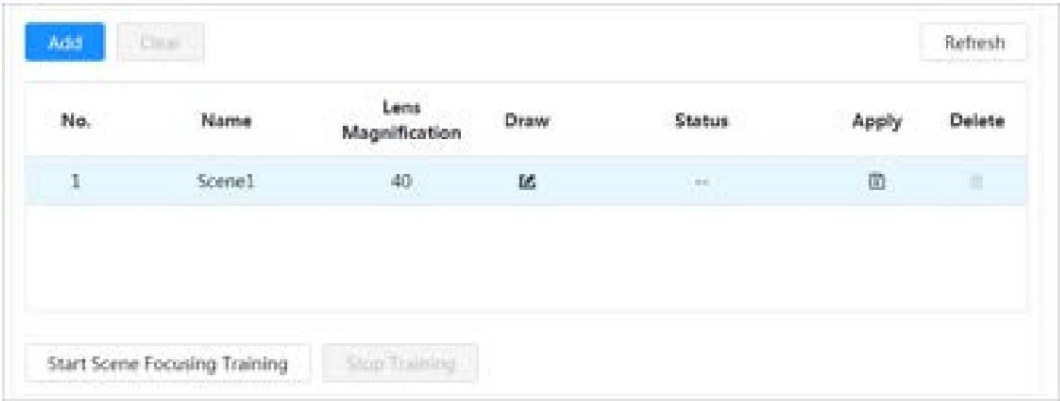 Add Clear Refresh
No. Name Lens Magnification Draw Status Apply Delete
1 Scene1 40 --
Start Scene Focusing Training Stop Training